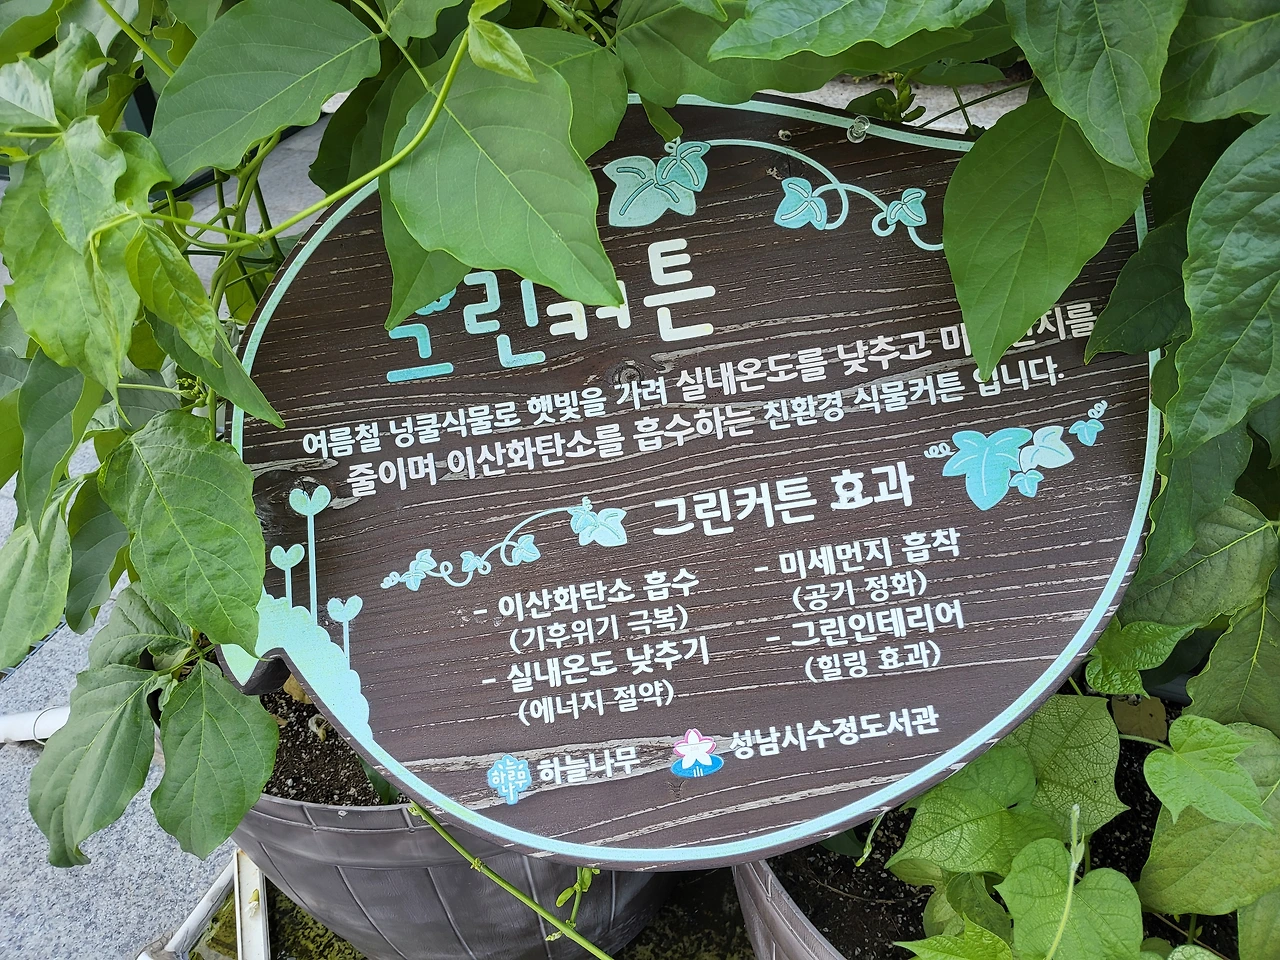 그린커튼
여름철 넝쿨식물로 햇빛을 가려 실내온도를 낮추고
줄이며 이산화탄소를 흡수하는 친환경 식물커튼 입니다.
그린커튼 효과
- 이산화탄소 흡수
(기후위기 극복)
- 실내온도 낮추기
(에너지 절약)
- 미세먼지 흡착
(공기 정화)
- 그린인테리어
(힐링 효과)
하늘나무
하늘나무 성남시수정도서관